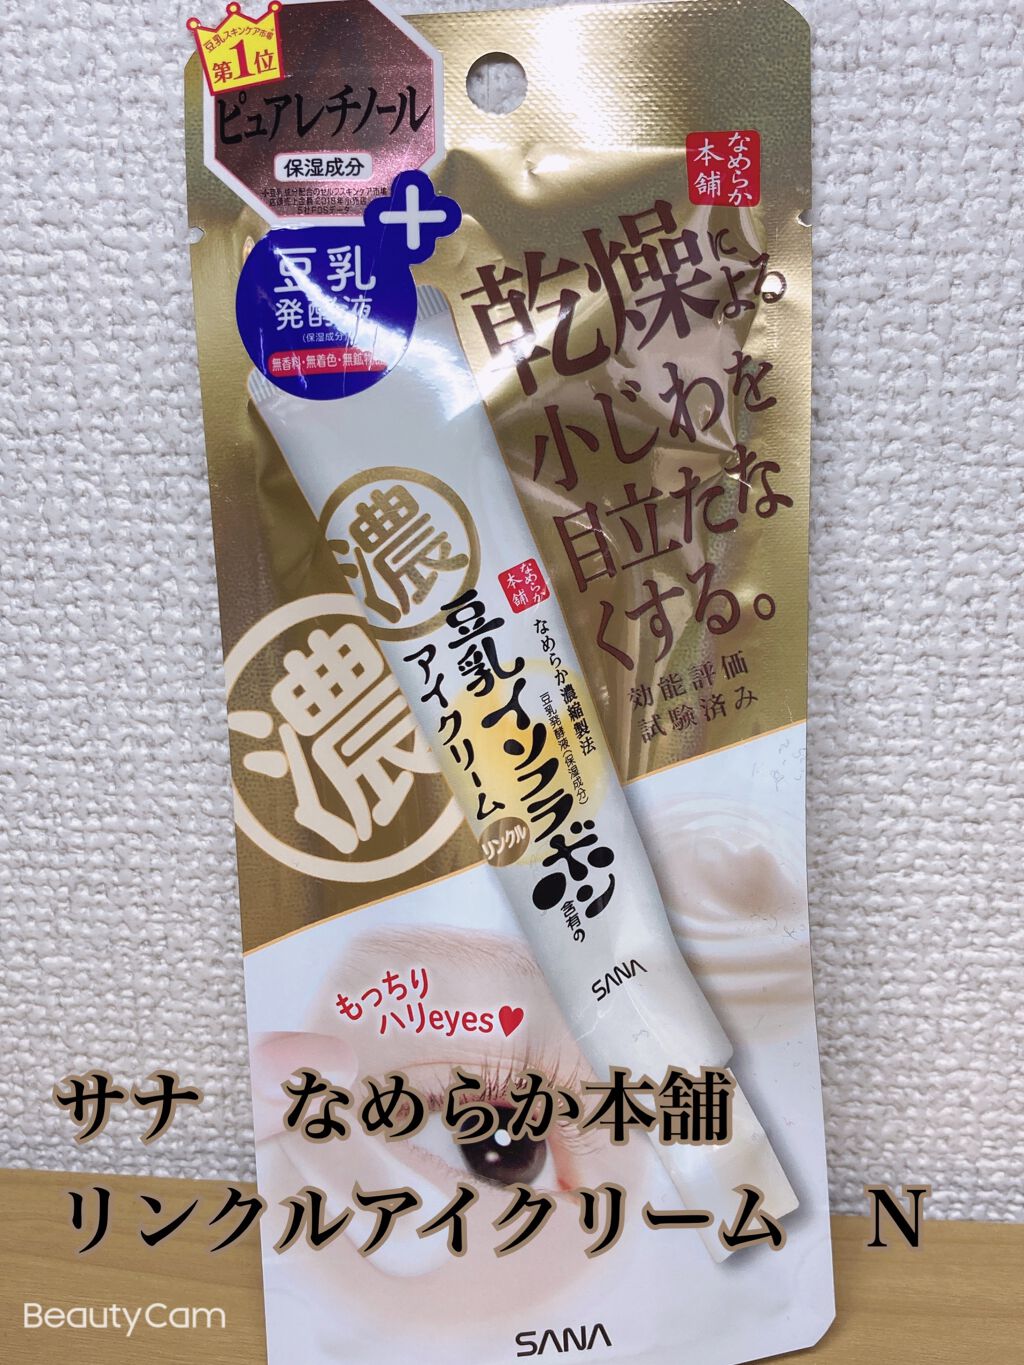 豆乳スキンケア市場
第1位
ピュアレチノール
保湿成分
+
豆乳
発酵液
(保湿成分)
無香料・無着色・無鉱物
なめらか
本舗
乾燥による
小じわを
目立たな
くする。
効能評価
試験済み
濃
濃
なめらか
本舗
なめらか濃縮製法
豆乳発酵液(保湿成分)
豆乳イソフラボン
含有の
アイクリーム
リンクル
SANA
もっちり
ハリeyes♥
サナ なめらか本舗
リンクルアイクリーム N
BeautyCam
SANA